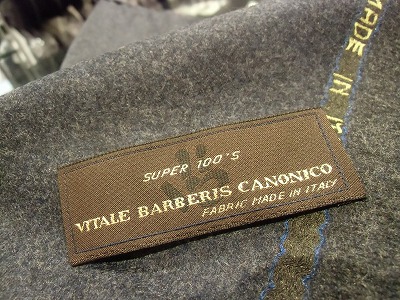 MADE IN
SUPER 100'S
VITALE BARBERIS CANONICO
FABRIC MADE IN ITALY